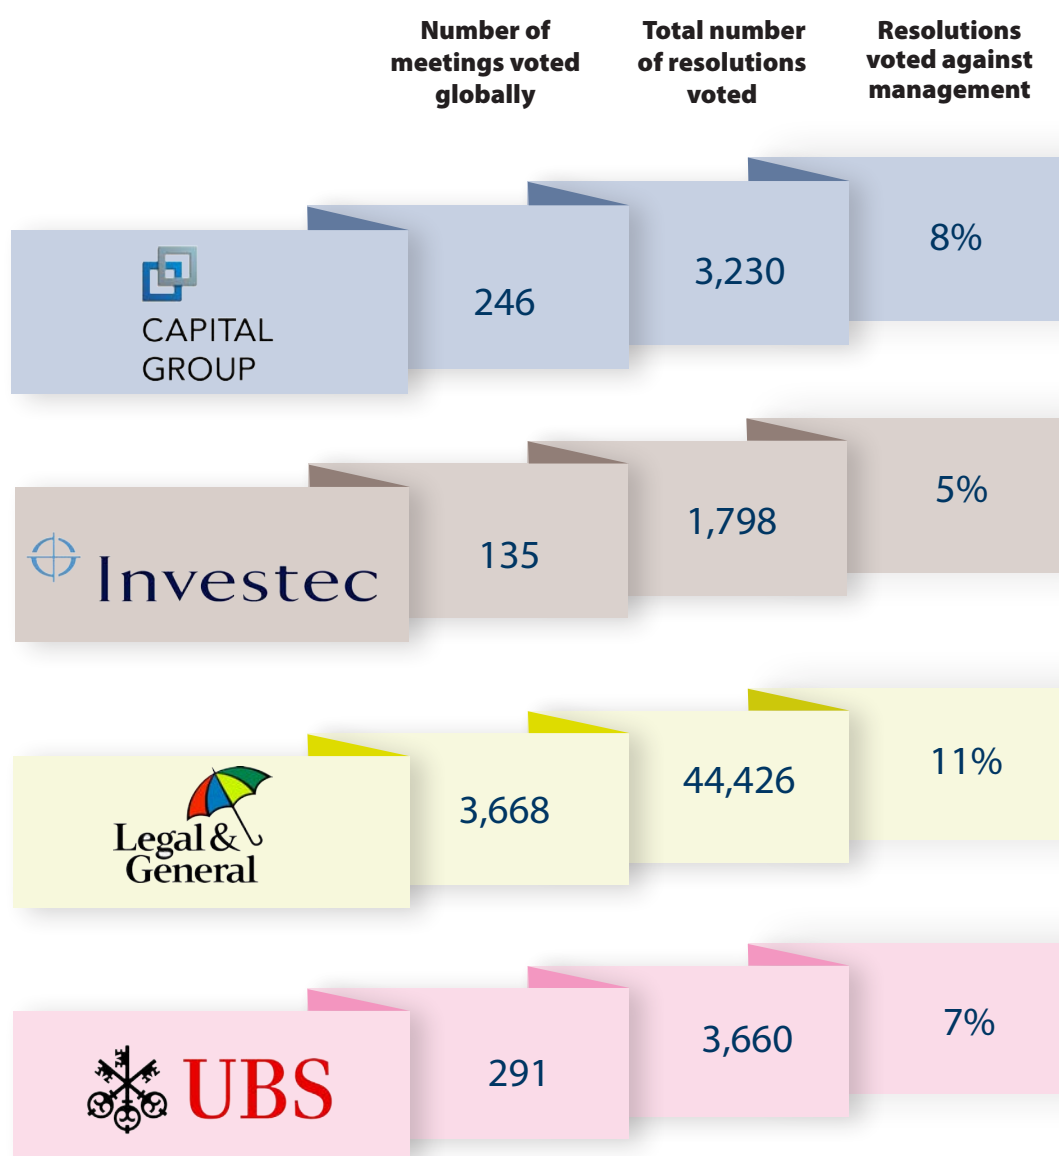 Number of
meetings voted
globally
Total number
of resolutions
voted
Resolutions
voted against
management
CAPITAL
GROUP
246
3,230
8%
Investec
135
1,798
5%
Legal &
General
3,668
44,426
11%
UBS
291
3,660
7%